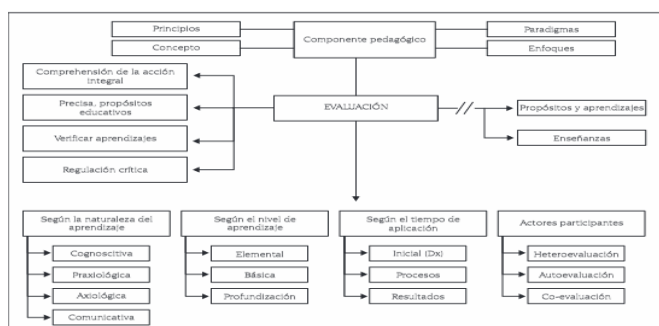 Principios
Componente pedagógico
Paradigmas
Concepto
Enfoques
Comprehensión de la acción
integral
Precisa, propósitos
educativos
EVALUACIÓN
Propósitos y aprendizajes
Verificar aprendizajes
Enseñanzas
Regulación crítica
Según la naturaleza del
aprendizaje
Cognoscitiva
Praxiológica
Axiológica
Comunicativa
Según el nivel de
aprendizaje
Elemental
Básica
Profundización
Según el tiempo de
aplicación
Inicial (Dx)
Procesos
Resultados
Actores participantes
Heteroevaluación
Autoevaluación
Co-evaluación